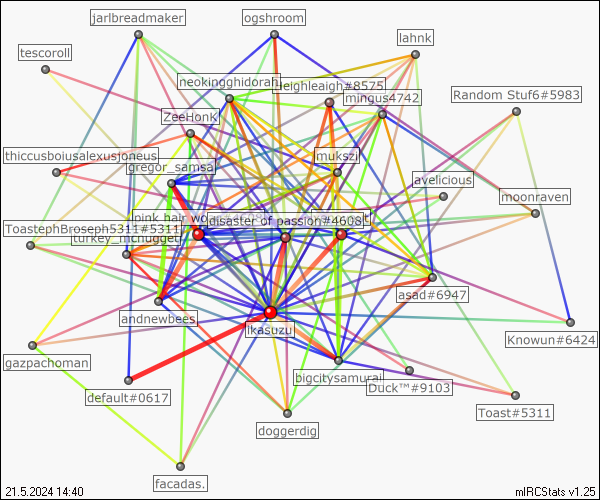 jarlbreadmaker
ogshroom
lahnk
tescoroll
neokingghidorah
leighleigh#8575
mingus4742
Random Stuf6#5983
ZeeHonK
thiccusboiusalexusjoneus
mukszi
gregor_samsa
avelicious
moonraven
pink hair wo
disaster of passion#4608
ToastephBroseph5311#5311
turkey_mcnugget
asad#6947
andnewbees
ikasuzu
Knowun#6424
gazpachoman
bigcitysamurai
default#0617
Duck™#9103
Toast#5311
doggerdig
facadas.
21.5.2024 14:40
mIRCStats v1.25